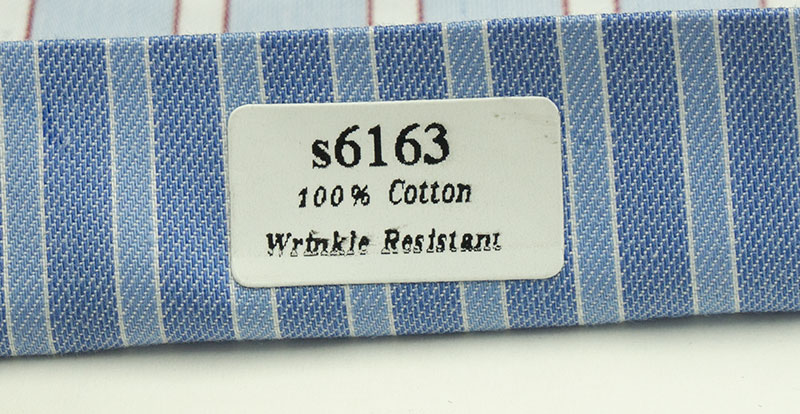 s6163
100% Cotton
Wrinkle Resistant